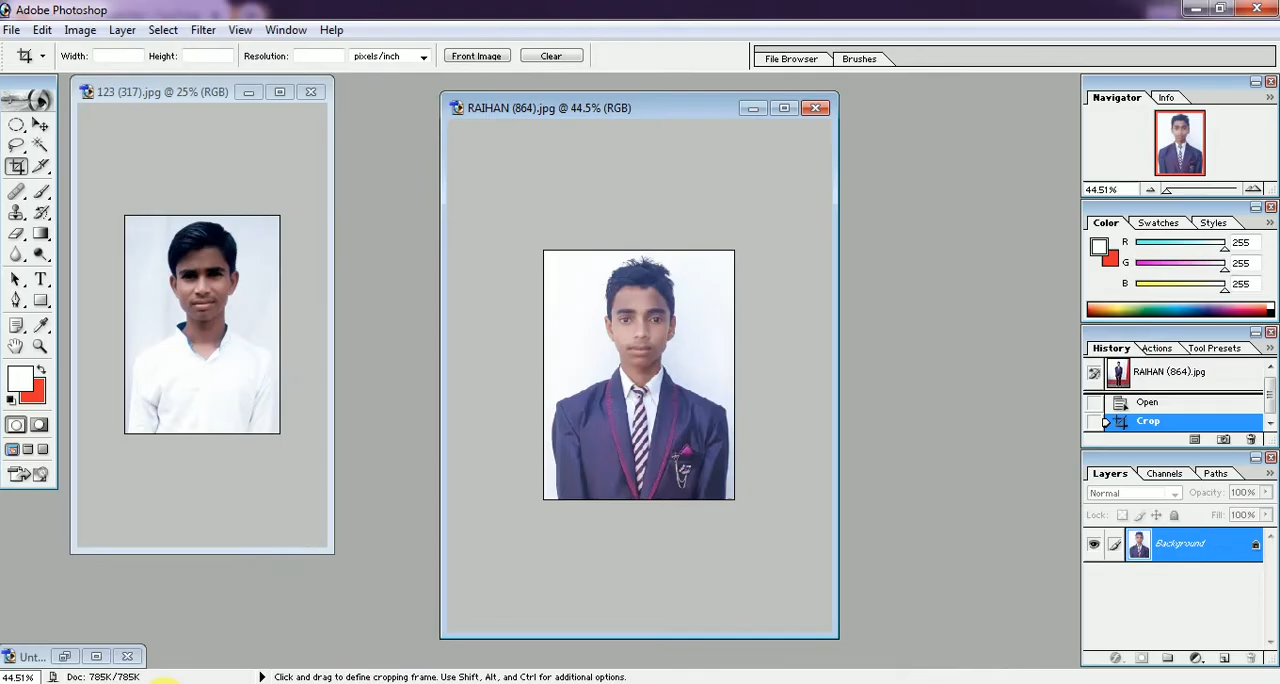 Adobe Photoshop
File Edit Image Layer Select Filter View Window Help
Width: Height: Resolution: pixels/inch Front Image Clear File Browser Brushes
123 (317).jpg @ 25% (RGB)
RAIHAN (864).jpg @ 44.5% (RGB)
Navigator Info
44.51%
Color Swatches Styles
R 255
G 255
B 255
History Actions Tool Presets
RAIHAN (864).jpg
Open
Crop
Layers Channels Paths
Normal Opacity: 100%
Lock: Fill: 100%
Background
T
Unt...
44.51% Doc: 785K/785K Click and drag to define cropping frame. Use Shift, Alt, and Ctrl for additional options.